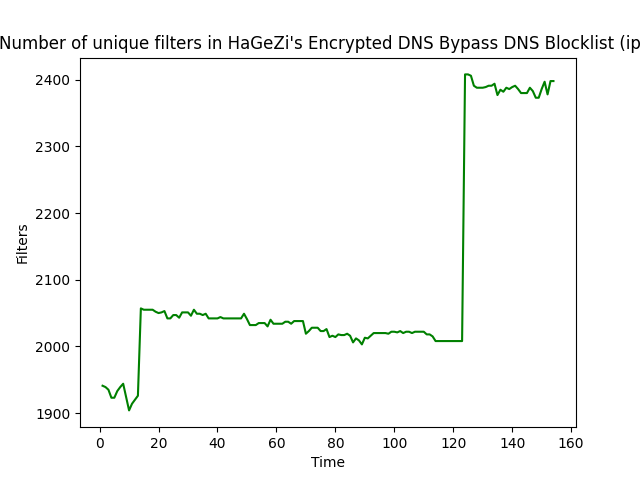 Number of unique filters in HaGeZi's Encrypted DNS Bypass DNS Blocklist (ip
2400
2300
2200
2100
2000
1900
Filters
0 20 40 60 80 100 120 140 160
Time